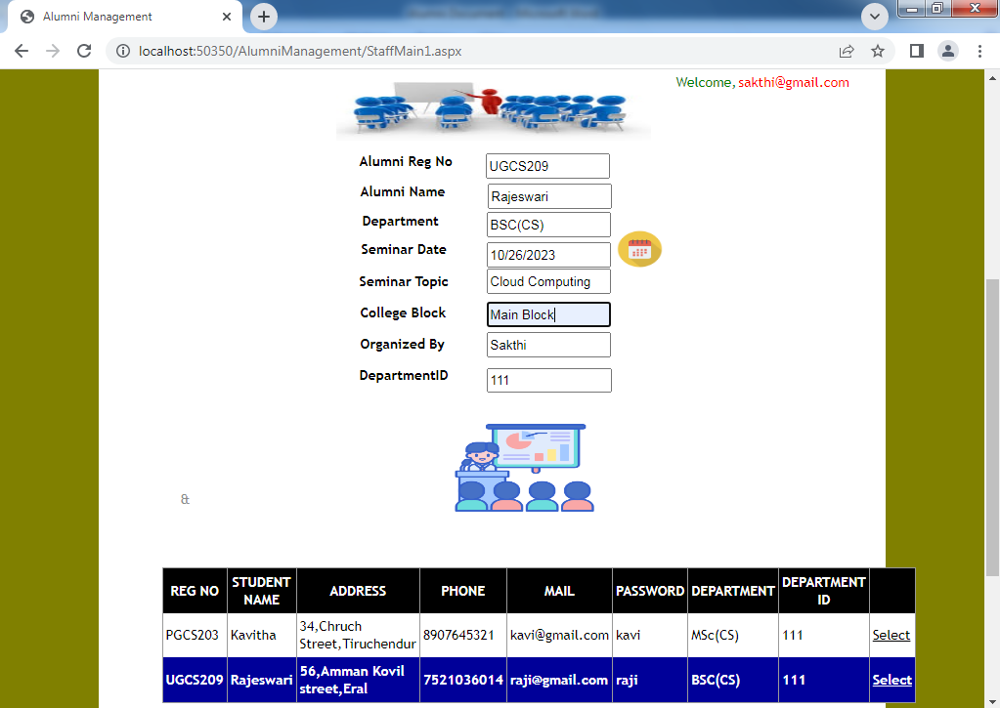 Alumni Management
localhost:50350/AlumniManagement/StaffMain1.aspx
Welcome, sakthi@gmail.com
Alumni Reg No UGCS209
Alumni Name Rajeswari
Department BSC(CS)
Seminar Date 10/26/2023
Seminar Topic Cloud Computing
College Block Main Block
Organized By Sakthi
DepartmentID 111
&
REG NO STUDENT NAME ADDRESS PHONE MAIL PASSWORD DEPARTMENT DEPARTMENT ID
PGCS203 Kavitha 34,Chruch Street,Tiruchendur 8907645321 kavi@gmail.com kavi MSc(CS) 111 Select
UGCS209 Rajeswari 56,Amman Kovil street,Eral 7521036014 raji@gmail.com raji BSC(CS) 111 Select